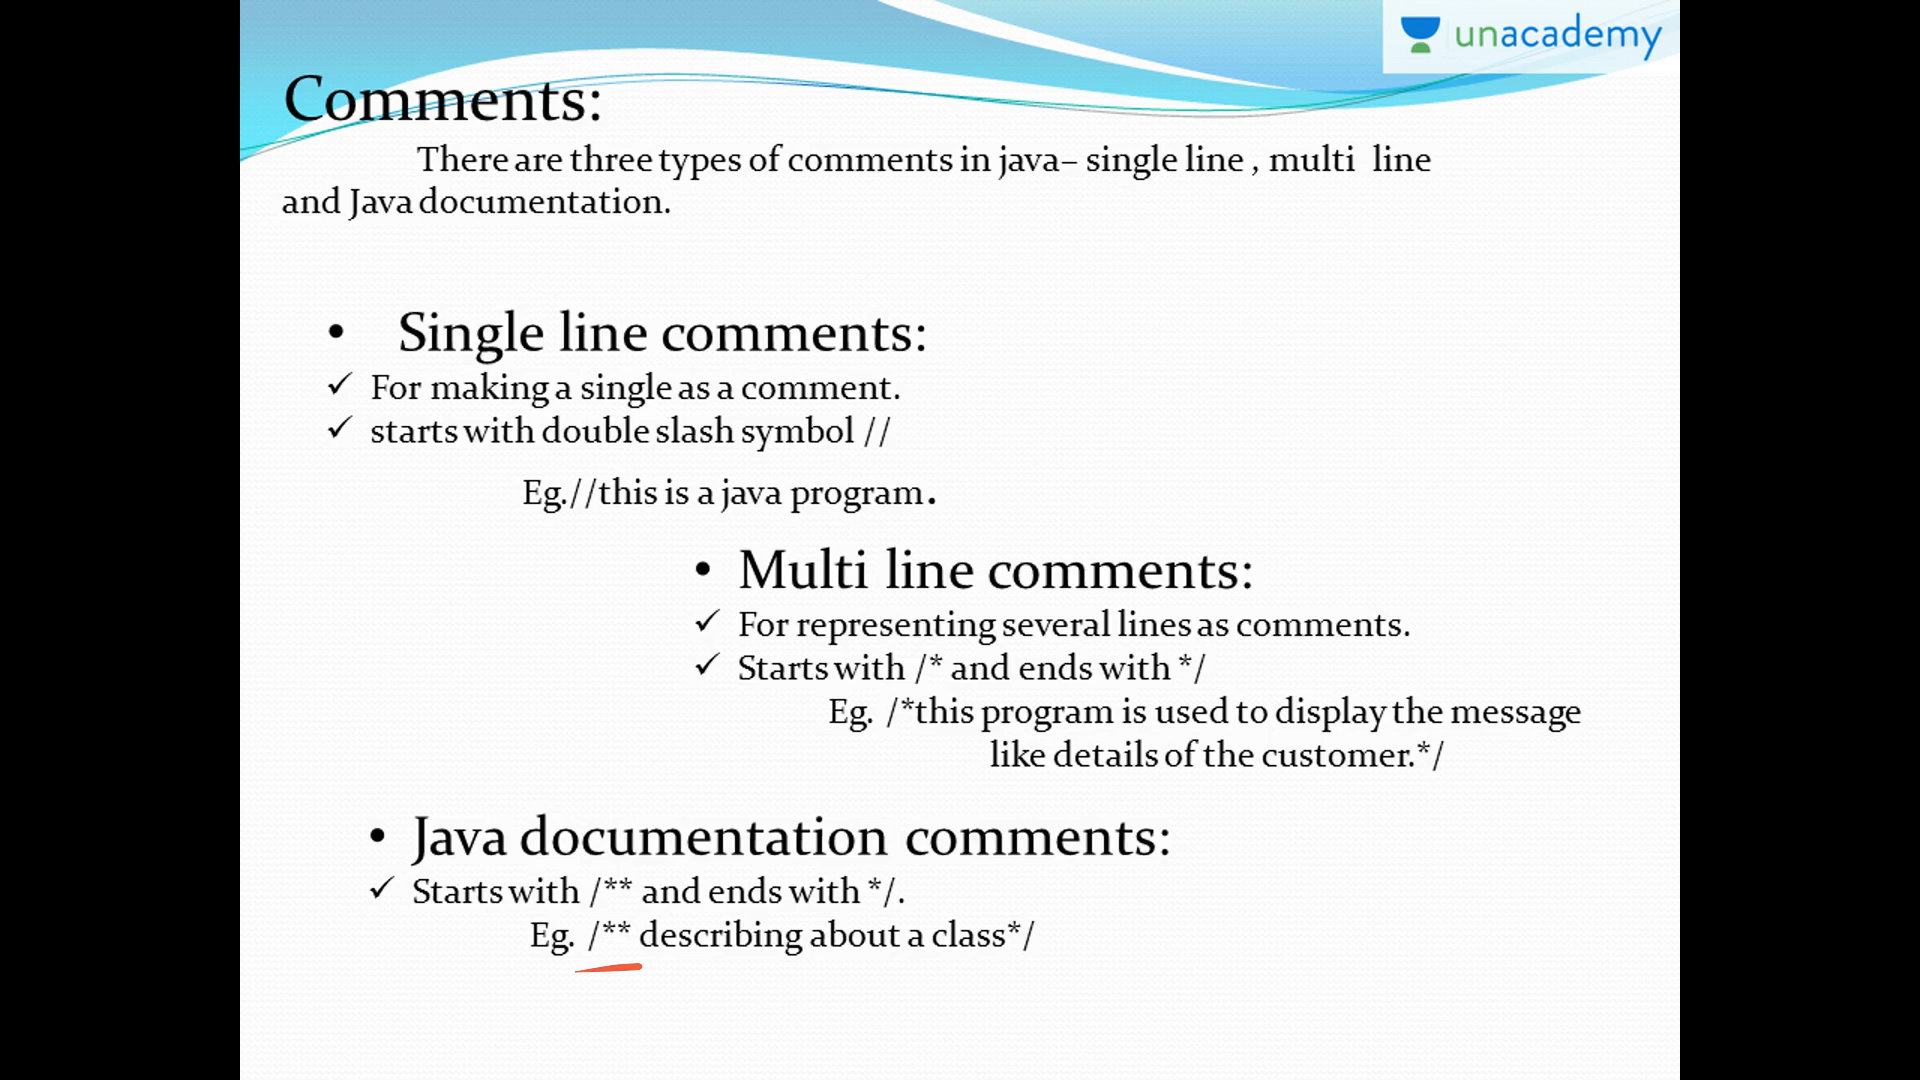 unacademy
Comments:
There are three types of comments in java– single line , multi line
and Java documentation.
• Single line comments:
✓ For making a single as a comment.
✓ starts with double slash symbol //
Eg.//this is a java program.
• Multi line comments:
✓ For representing several lines as comments.
✓ Starts with /* and ends with */
Eg. /*this program is used to display the message
like details of the customer.*/
• Java documentation comments:
✓ Starts with /** and ends with */.
Eg. /** describing about a class*/